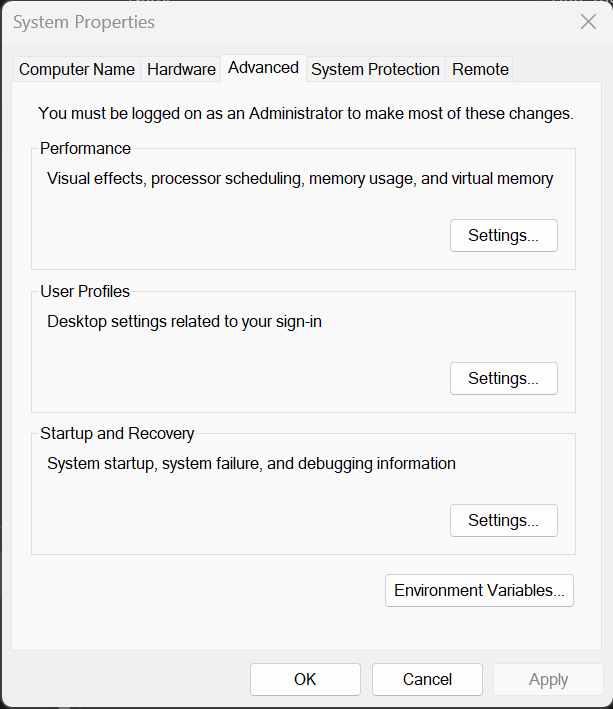 System Properties
Computer Name
Hardware
Advanced
System Protection
Remote
You must be logged on as an Administrator to make most of these changes.
Performance
Visual effects, processor scheduling, memory usage, and virtual memory
Settings...
User Profiles
Desktop settings related to your sign-in
Settings...
Startup and Recovery
System startup, system failure, and debugging information
Settings...
Environment Variables...
OK
Cancel
Apply